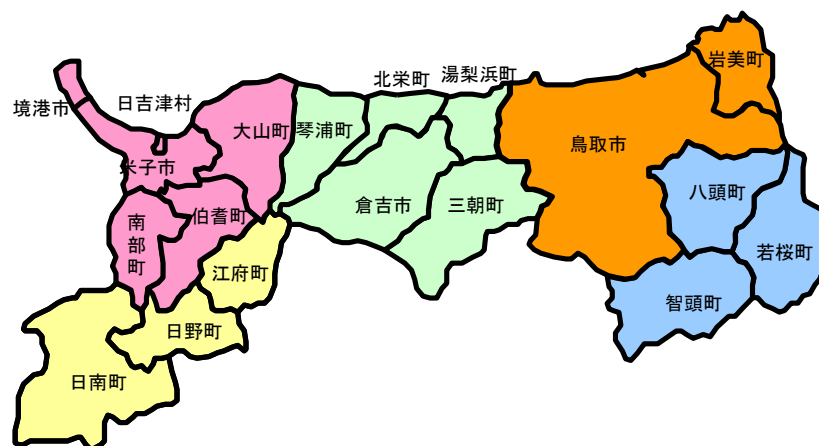 岩美町
湯梨浜町
北栄町
日吉津村
境港市
大山町
琴浦町
鳥取市
米子市
八頭町
倉吉市
三朝町
伯耆町
南部町
若桜町
江府町
智頭町
日野町
日南町